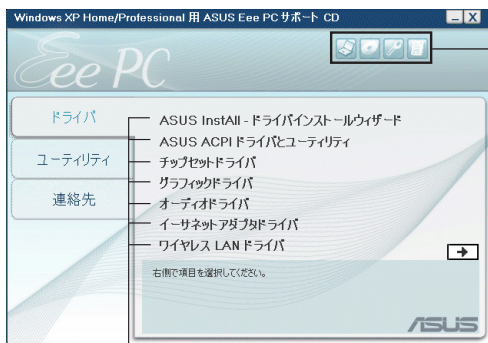 Windows XP Home/Professional 用 ASUS Eee PC サポート CD
Eee PC
ドライバ
ユーティリティ
連絡先
ASUS InstAll - ドライバインストールウィザード
ASUS ACPI ドライバとユーティリティ
チップセットドライバ
グラフィックドライバ
オーディオドライバ
イーサネットアダプタドライバ
ワイヤレス LAN ドライバ
右側で項目を選択してください。
ASUS